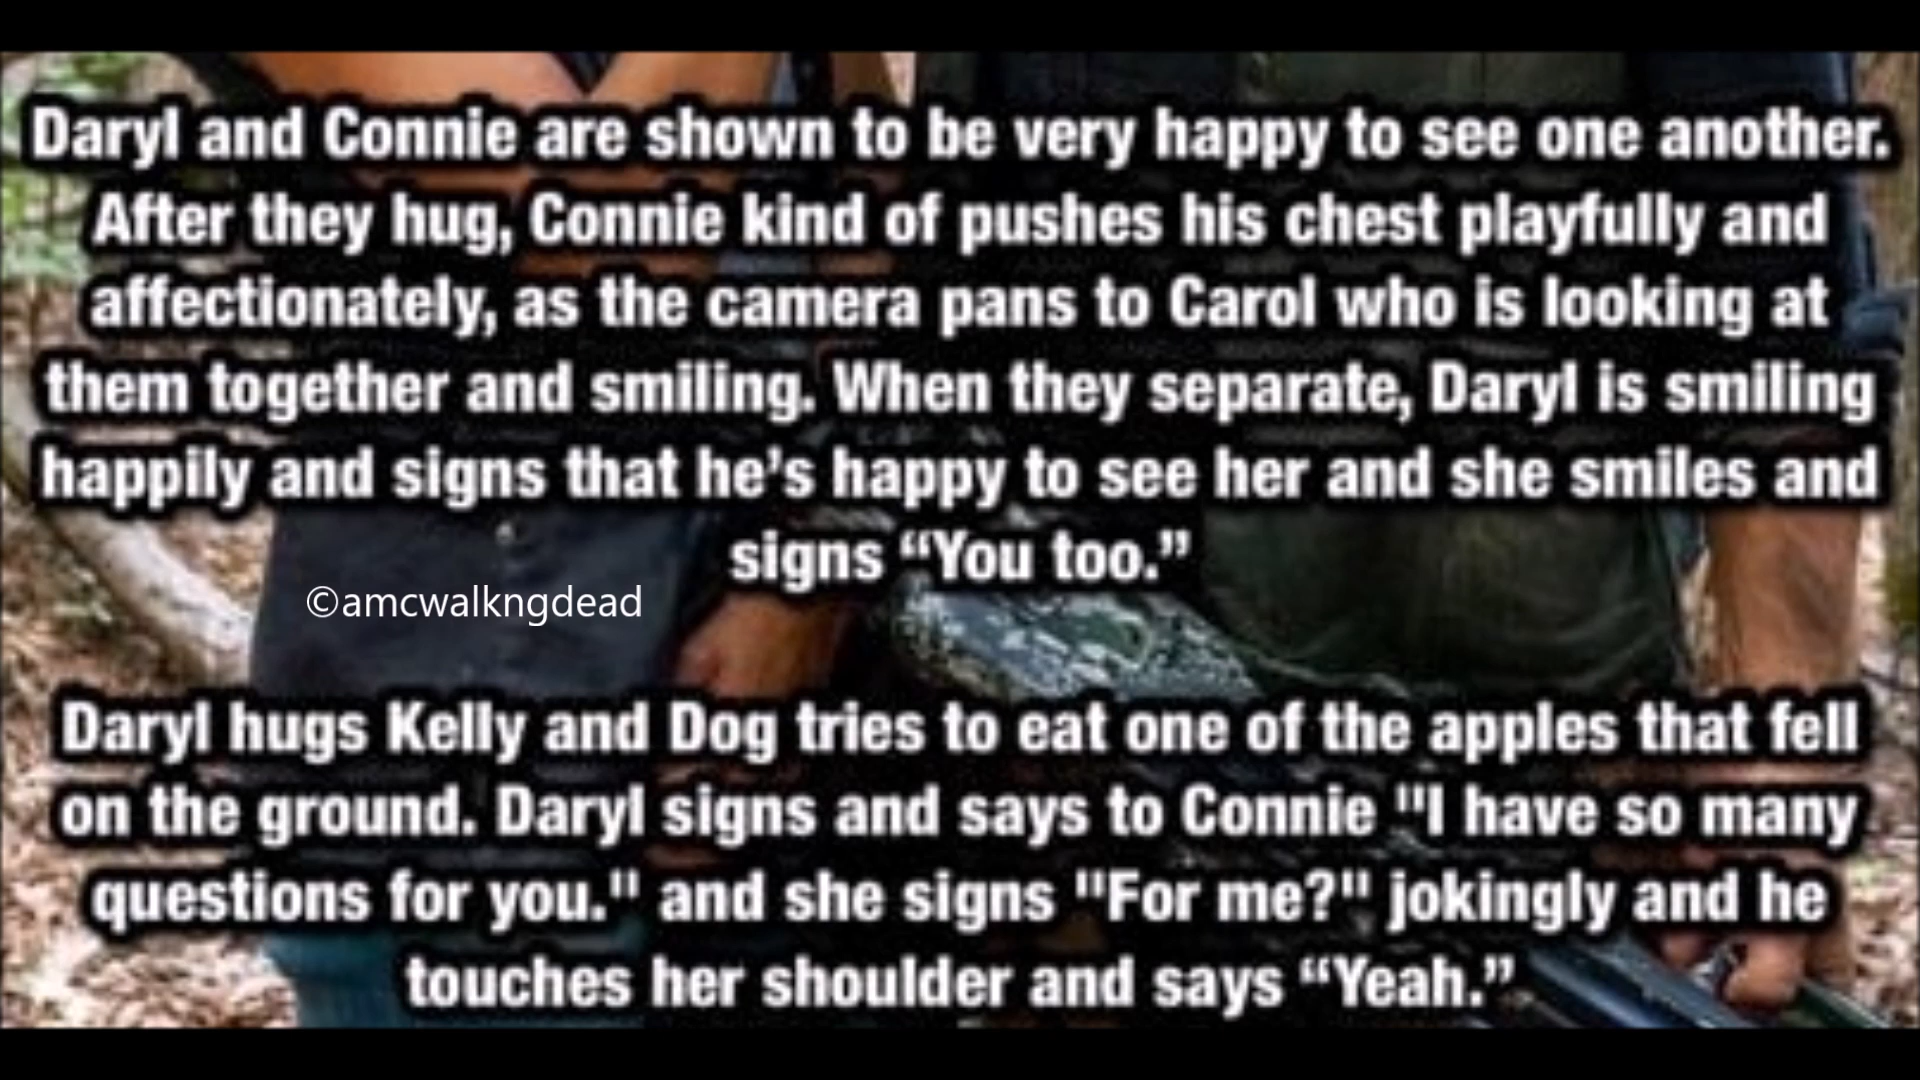 Daryl and Connie are shown to be very happy to see one another.
After they hug, Connie kind of pushes his chest playfully and
affectionately, as the camera pans to Carol who is looking at
them together and smiling. When they separate, Daryl is smiling
happily and signs that he’s happy to see her and she smiles and
signs “You too.”
©amcwalkngdead
Daryl hugs Kelly and Dog tries to eat one of the apples that fell
on the ground. Daryl signs and says to Connie "I have so many
questions for you." and she signs "For me?" jokingly and he
touches her shoulder and says “Yeah.”